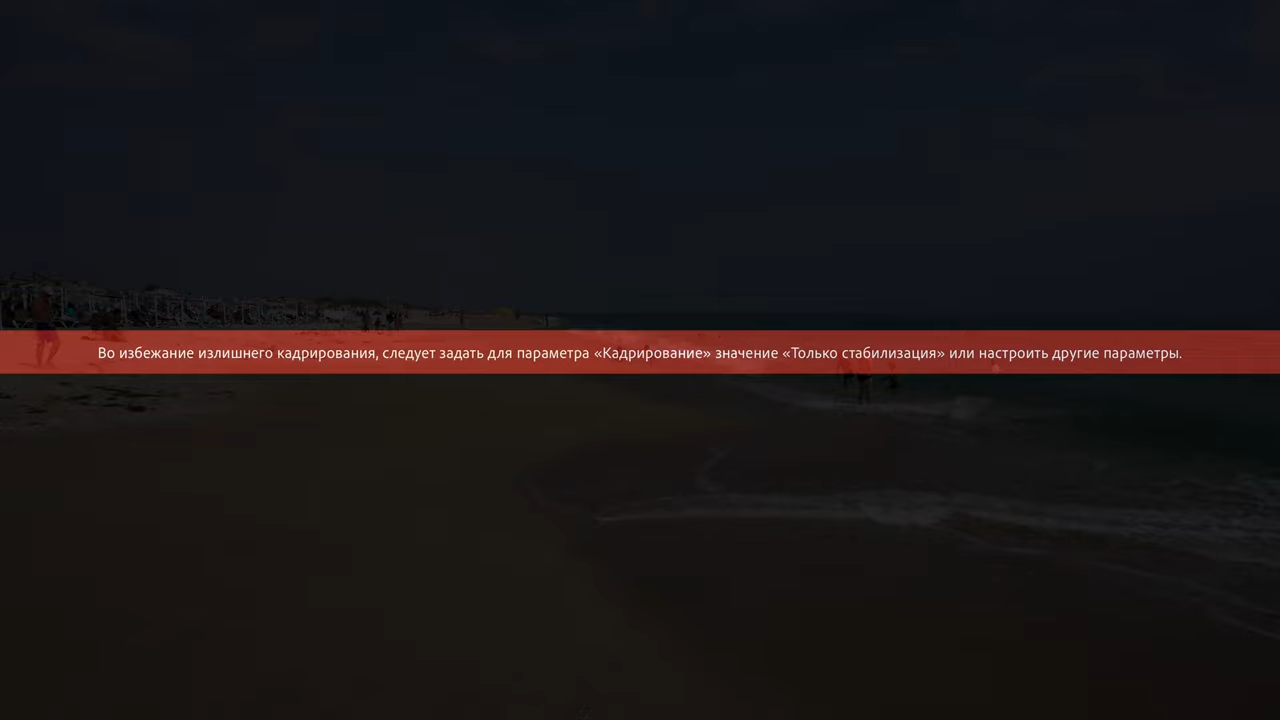 Во избежание излишнего кадрирования, следует задать для параметра «Кадрирование» значение «Только стабилизация» или настроить другие параметры.